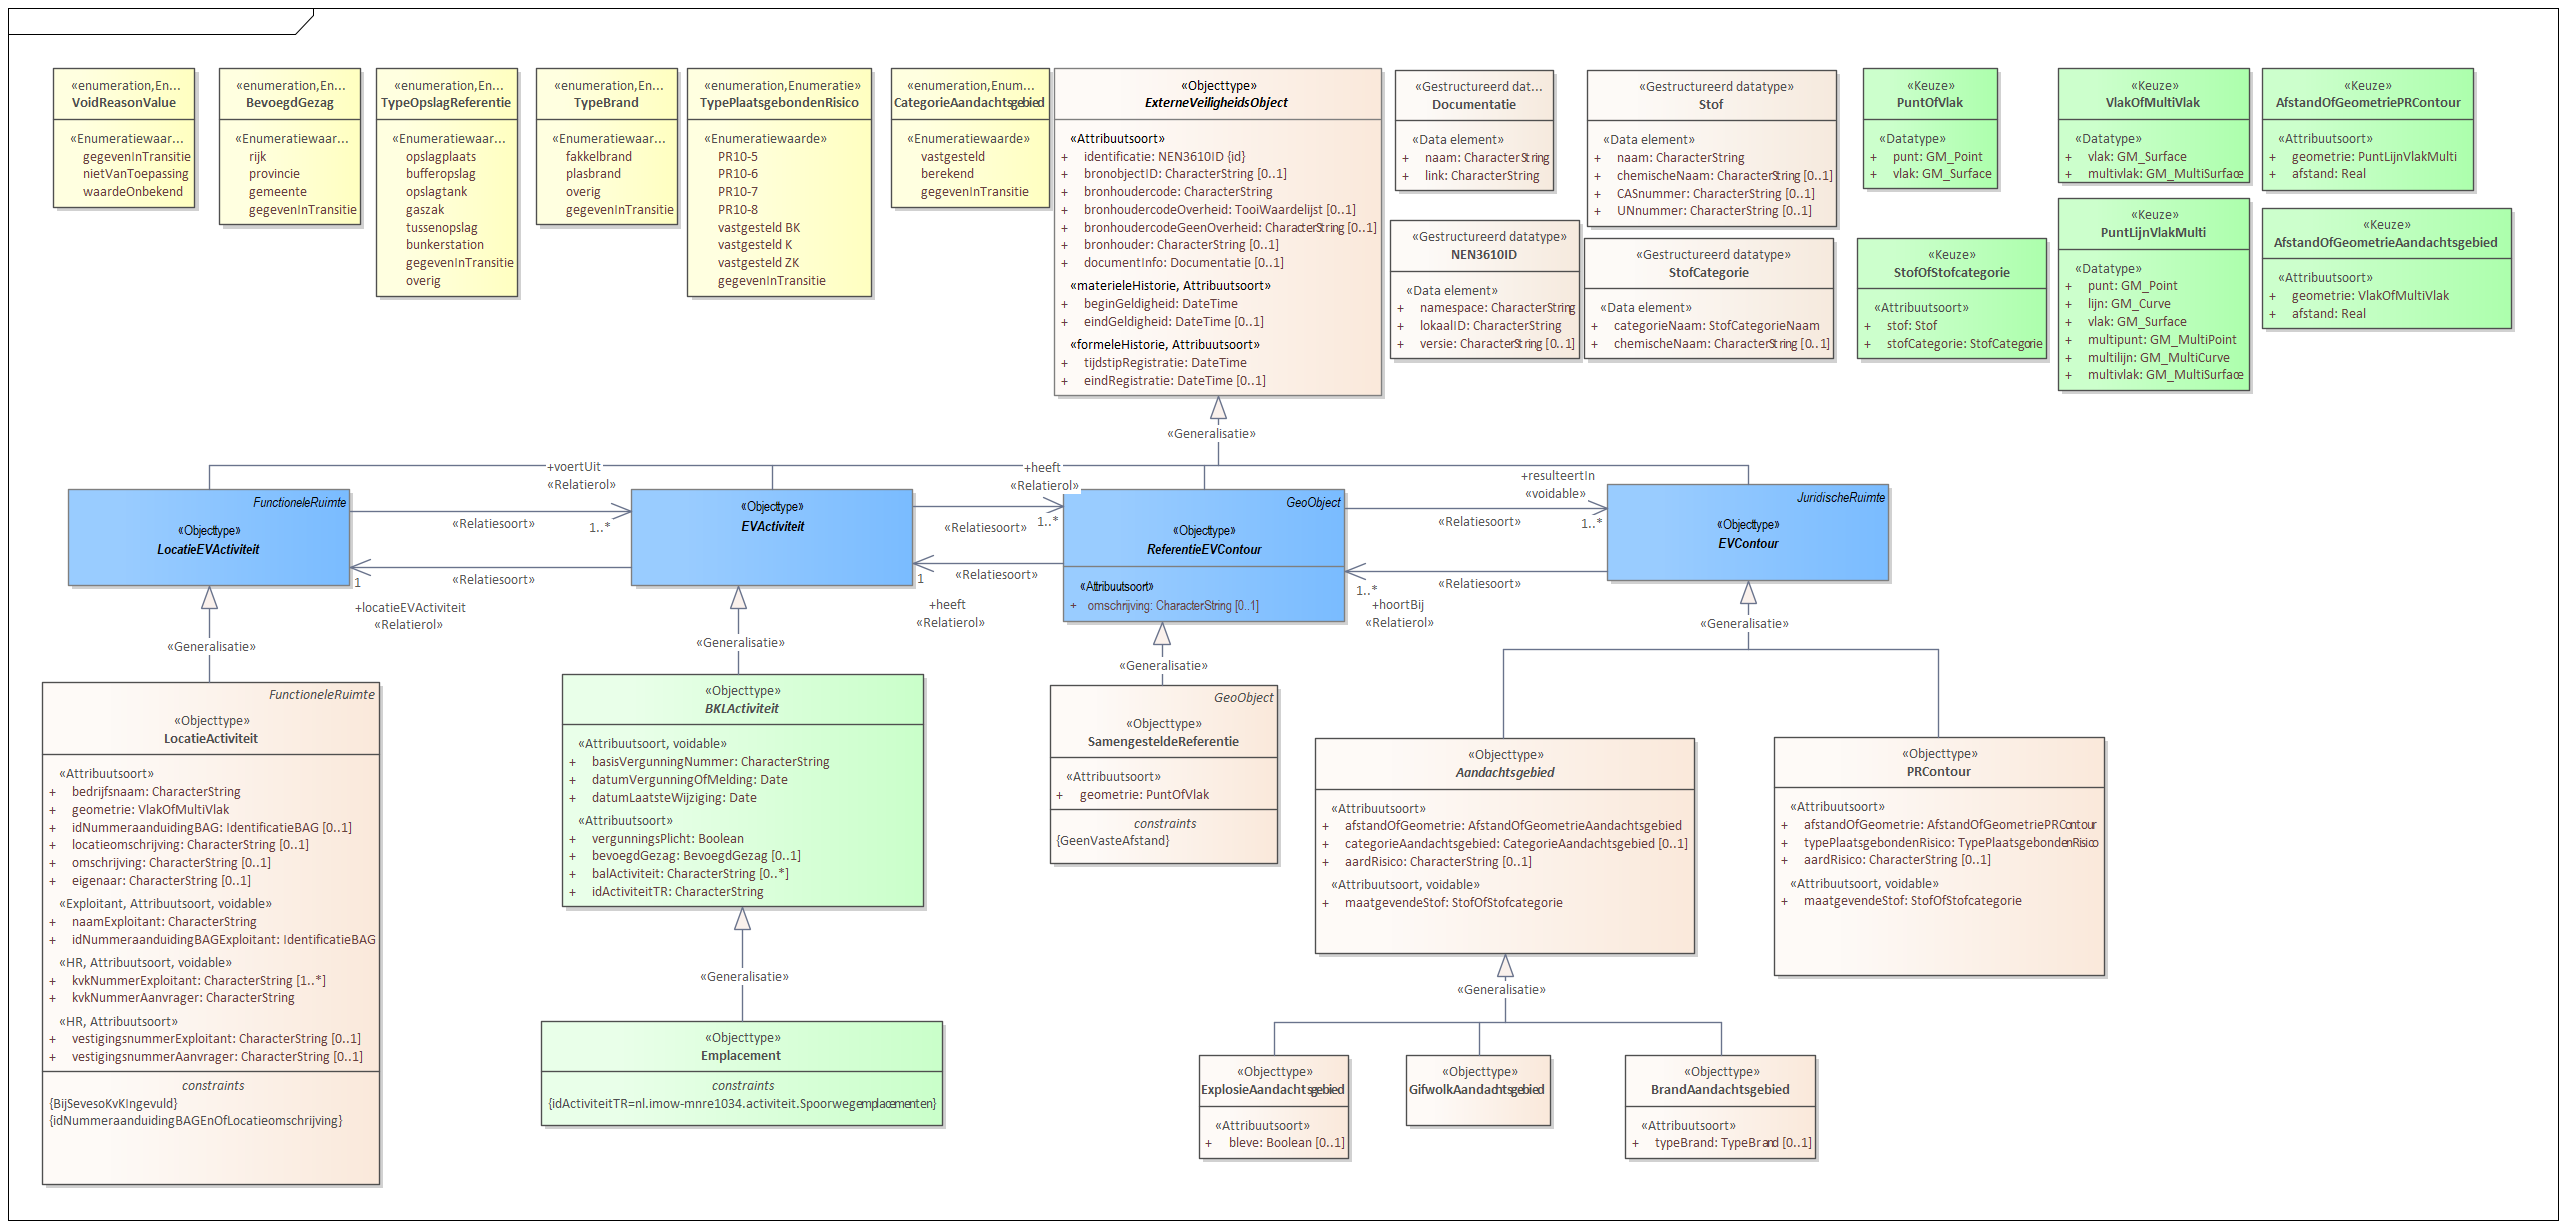 «enumeration,En...
VoidReasonValue
«Enumeratiewaar...
gegevenInTransitie
nietVanToepassing
waardeOnbekend
«enumeration,En...
BevoegdGezag
«Enumeratiewaar...
rijk
provincie
gemeente
gegevenInTransitie
«enumeration,En...
TypeOpslagReferentie
«Enumeratiewaar...
opslagplaats
bufferopslag
opslagtank
gaszak
tussenopslag
bunkerstation
gegevenInTransitie
overig
«enumeration,En...
TypeBrand
«Enumeratiewaar...
fakkelbrand
plasbrand
overig
gegevenInTransitie
«enumeration,Enumeratie»
TypePlaatsgebondenRisico
«Enumeratiewaarde»
PR10-5
PR10-6
PR10-7
PR10-8
vastgesteld BK
vastgesteld K
vastgesteld ZK
gegevenInTransitie
«enumeration,Enum...
CategorieAandachtsgebied
«Enumeratiewaarde»
vastgesteld
berekend
gegevenInTransitie
«Objecttype»
ExterneVeiligheidsObject
«Attribuutsoort»
+ identificatie: NEN3610ID {id}
+ bronobjectID: CharacterString [0..1]
+ bronhoudercode: CharacterString
+ bronhoudercodeOverheid: TooiWaardelijst [0..1]
+ bronhoudercodeGeenOverheid: CharacterString [0..1]
+ bronhouder: CharacterString [0..1]
+ documentInfo: Documentatie [0..1]
«materieleHistorie, Attribuutsoort»
+ beginGeldigheid: DateTime
+ eindGeldigheid: DateTime [0..1]
«formeleHistorie, Attribuutsoort»
+ tijdstipRegistratie: DateTime
+ eindRegistratie: DateTime [0..1]
«Gestructureerd dat...
Documentatie
«Data element»
+ naam: CharacterString
+ link: CharacterString
«Gestructureerd datatype»
NEN3610ID
«Data element»
+ namespace: CharacterString
+ lokaalID: CharacterString
+ versie: CharacterString [0..1]
«Gestructureerd datatype»
Stof
«Data element»
+ naam: CharacterString
+ chemischeNaam: CharacterString [0..1]
+ CASnummer: CharacterString [0..1]
+ UNnummer: CharacterString [0..1]
«Gestructureerd datatype»
StofCategorie
«Data element»
+ categorieNaam: StofCategorieNaam
+ chemischeNaam: CharacterString [0..1]
«Keuze»
PuntOfVlak
«Datatype»
+ punt: GM_Point
+ vlak: GM_Surface
«Keuze»
StofOfStofcategorie
«Attribuutsoort»
+ stof: Stof
+ stofCategorie: StofCategorie
«Keuze»
VlakOfMultiVlak
«Datatype»
+ vlak: GM_Surface
+ multivlak: GM_MultiSurface
«Keuze»
PuntLijnVlakMulti
«Datatype»
+ punt: GM_Point
+ lijn: GM_Curve
+ vlak: GM_Surface
+ multipunt: GM_MultiPoint
+ multilijn: GM_MultiCurve
+ multivlak: GM_MultiSurface
«Keuze»
AfstandOfGeometriePRContour
«Attribuutsoort»
+ geometrie: PuntLijnVlakMulti
+ afstand: Real
«Keuze»
AfstandOfGeometrieAandachtsgebied
«Attribuutsoort»
+ geometrie: VlakOfMultiVlak
+ afstand: Real
«Generalisatie»
FunctioneleRuimte
«Objecttype»
LocatieEVActiviteit
+voertUit
«Relatierol»
«Relatiesoort»
1..*
«Relatiesoort»
1
+locatieEVActiviteit
«Relatierol»
«Objecttype»
EVActiviteit
+heeft
«Relatierol»
«Relatiesoort»
1..*
«Relatiesoort»
1
+heeft
«Relatierol»
GeoObject
«Objecttype»
ReferentieEVContour
«Attribuutsoort»
+ omschrijving: CharacterString [0..1]
+resulteertIn
«voidable»
«Relatiesoort»
1..*
«Relatiesoort»
1..*
+hoortBij
«Relatierol»
JuridischeRuimte
«Objecttype»
EVContour
«Generalisatie»
«Generalisatie»
«Generalisatie»
«Generalisatie»
FunctioneleRuimte
«Objecttype»
LocatieActiviteit
«Attribuutsoort»
+ bedrijfsnaam: CharacterString
+ geometrie: VlakOfMultiVlak
+ idNummeraanduidingBAG: IdentificatieBAG [0..1]
+ locatieomschrijving: CharacterString [0..1]
+ omschrijving: CharacterString [0..1]
+ eigenaar: CharacterString [0..1]
«Exploitant, Attribuutsoort, voidable»
+ naamExploitant: CharacterString
+ idNummeraanduidingBAGExploitant: IdentificatieBAG
«HR, Attribuutsoort, voidable»
+ kvkNummerExploitant: CharacterString [1..*]
+ kvkNummerAanvrager: CharacterString
«HR, Attribuutsoort»
+ vestigingsnummerExploitant: CharacterString [0..1]
+ vestigingsnummerAanvrager: CharacterString [0..1]
constraints
{BijSevesoKvKIngevuld}
{idNummeraanduidingBAGEnOfLocatieomschrijving}
«Objecttype»
BKLActiviteit
«Attribuutsoort, voidable»
+ basisVergunningNummer: CharacterString
+ datumVergunningOfMelding: Date
+ datumLaatsteWijziging: Date
«Attribuutsoort»
+ vergunningsPlicht: Boolean
+ bevoegdGezag: BevoegdGezag [0..1]
+ balActiviteit: CharacterString [0..*]
+ idActiviteitTR: CharacterString
«Generalisatie»
«Objecttype»
Emplacement
constraints
{idActiviteitTR=nl.imow-mnre1034.activiteit.Spoorwegemplacementen}
GeoObject
«Objecttype»
SamengesteldeReferentie
«Attribuutsoort»
+ geometrie: PuntOfVlak
constraints
{GeenVasteAfstand}
«Objecttype»
Aandachtsgebied
«Attribuutsoort»
+ afstandOfGeometrie: AfstandOfGeometrieAandachtsgebied
+ categorieAandachtsgebied: CategorieAandachtsgebied [0..1]
+ aardRisico: CharacterString [0..1]
«Attribuutsoort, voidable»
+ maatgevendeStof: StofOfStofcategorie
«Objecttype»
PRContour
«Attribuutsoort»
+ afstandOfGeometrie: AfstandOfGeometriePRContour
+ typePlaatsgebondenRisico: TypePlaatsgebondenRisico
+ aardRisico: CharacterString [0..1]
«Attribuutsoort, voidable»
+ maatgevendeStof: StofOfStofcategorie
«Generalisatie»
«Objecttype»
ExplosieAandachtsgebied
«Attribuutsoort»
+ bleve: Boolean [0..1]
«Objecttype»
GifwolkAandachtsgebied
«Objecttype»
BrandAandachtsgebied
«Attribuutsoort»
+ typeBrand: TypeBrand [0..1]